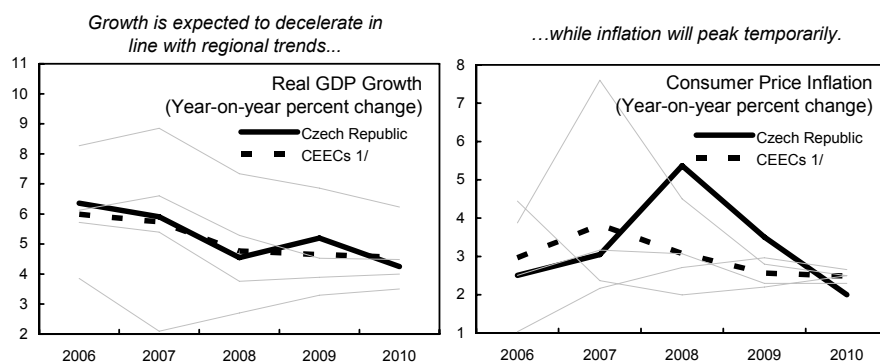 Growth is expected to decelerate in
line with regional trends...
11
10
9
8
7
6
5
4
3
2
Real GDP Growth
(Year-on-year percent change)
Czech Republic
CEECs 1/
2006 2007 2008 2009 2010
…while inflation will peak temporarily.
8
7
6
5
4
3
2
1
Consumer Price Inflation
(Year-on-year percent change)
Czech Republic
CEECs 1/
2006 2007 2008 2009 2010